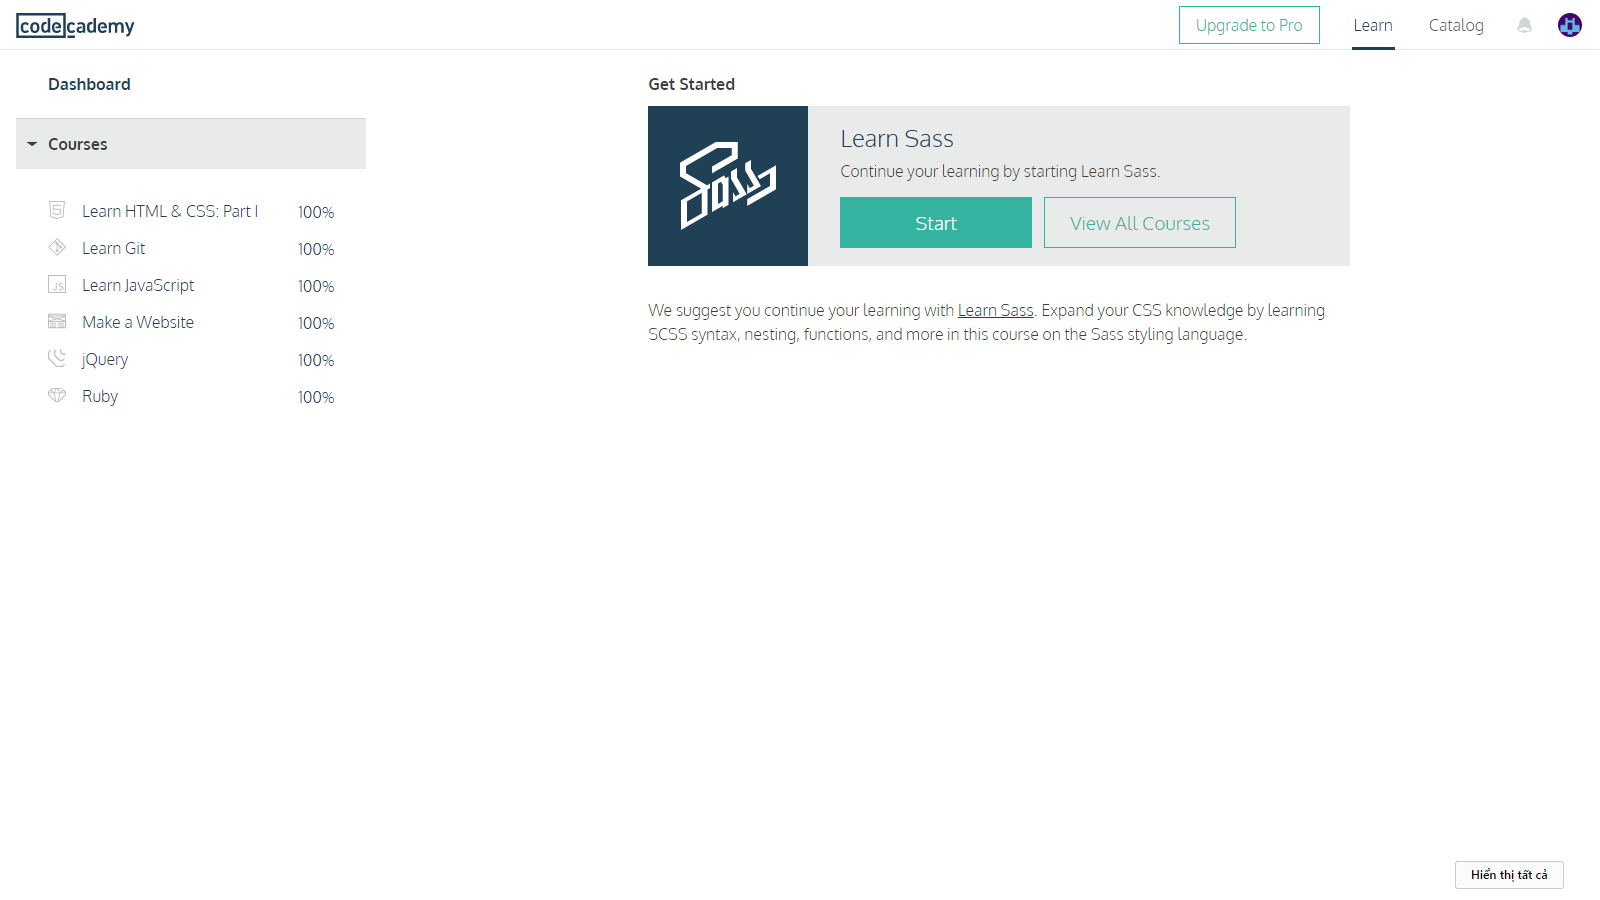 codecademy
Upgrade to Pro
Learn
Catalog
Dashboard
Courses
Learn HTML & CSS: Part I 100%
Learn Git 100%
JS Learn JavaScript 100%
Make a Website 100%
jQuery 100%
Ruby 100%
Get Started
Sass
Learn Sass
Continue your learning by starting Learn Sass.
Start
View All Courses
We suggest you continue your learning with Learn Sass. Expand your CSS knowledge by learning
SCSS syntax, nesting, functions, and more in this course on the Sass styling language.
Hiển thị tất cả